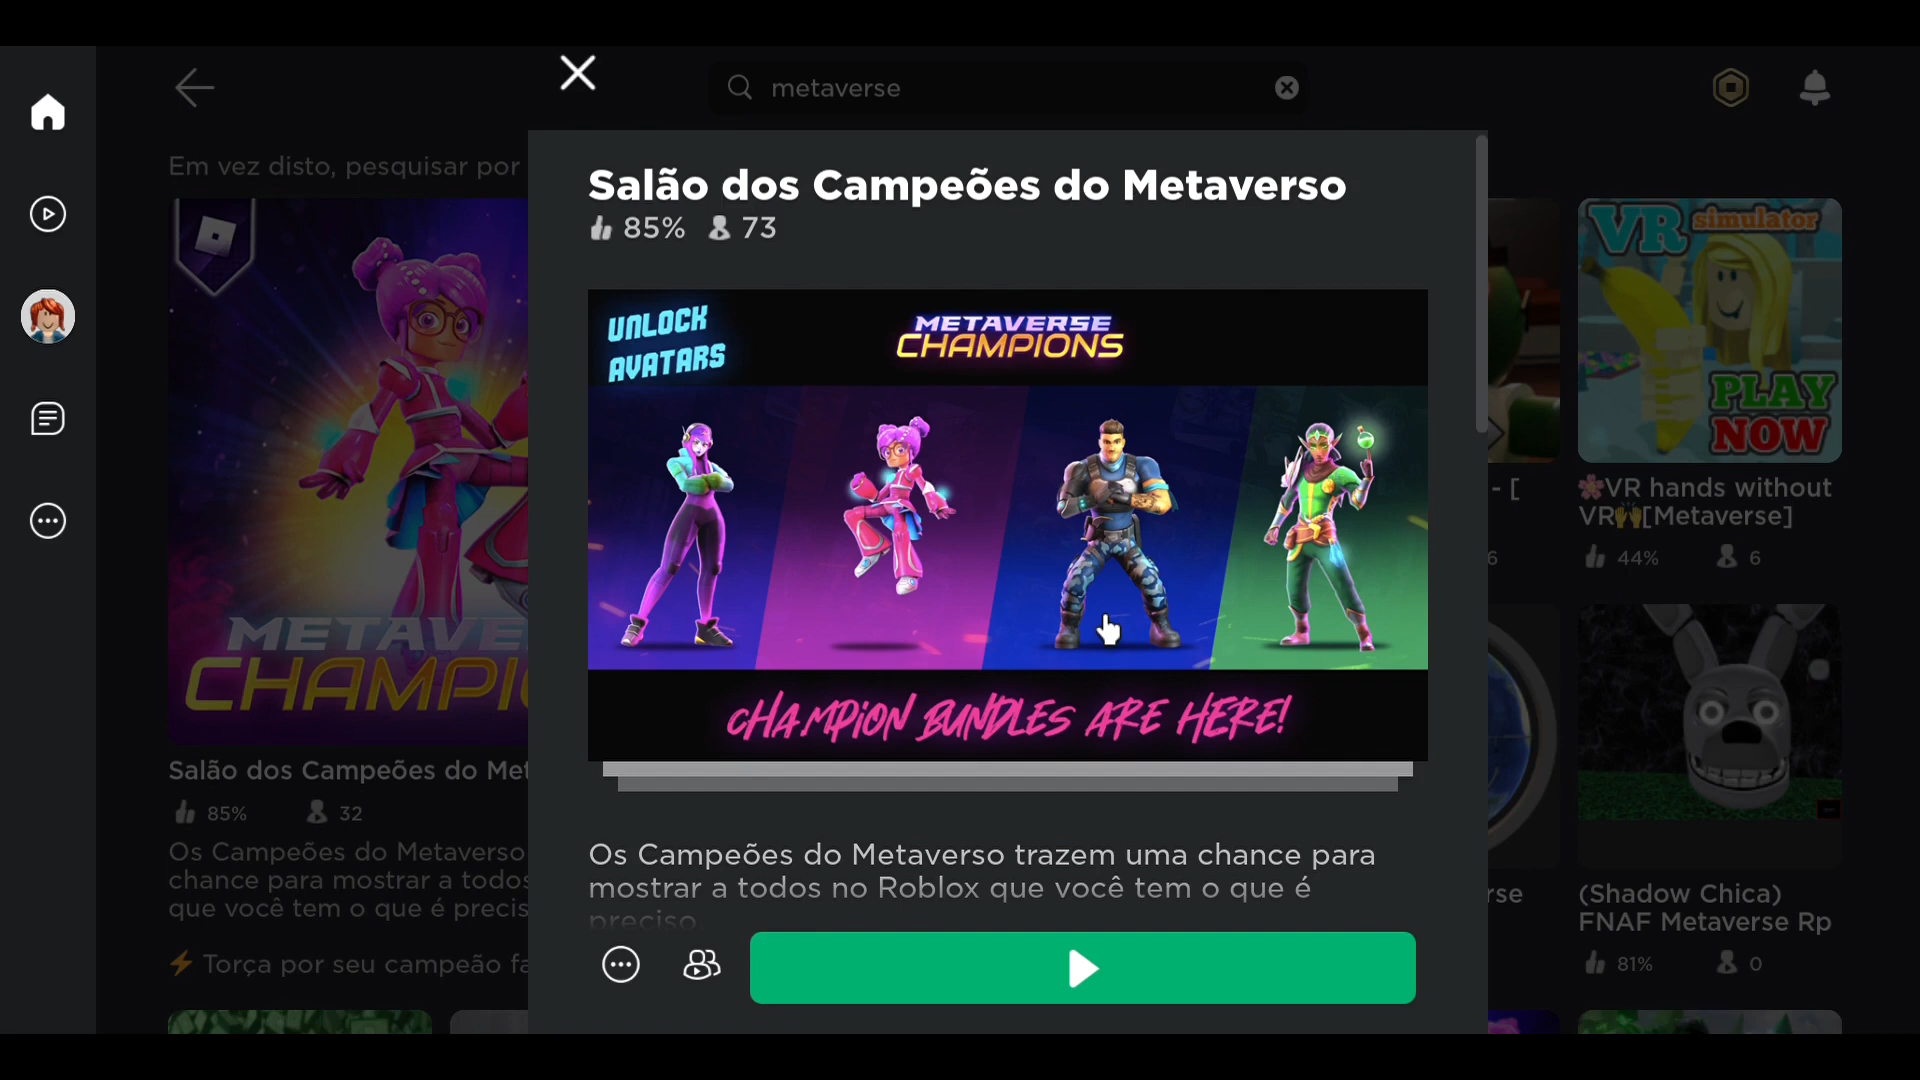 metaverse
Em vez disto, pesquisar por
Salão dos Campeões do Metaverso
85% 73
UNLOCK
AVATARS
METAVERSE
CHAMPIONS
CHAMPION BUNDLES ARE HERE!
Os Campeões do Metaverso trazem uma chance para
mostrar a todos no Roblox que você tem o que é
preciso.
METAVE
CHAMPI
Salão dos Campeões do Met
85% 32
Os Campeões do Metaverso
chance para mostrar a todos
que você tem o que é precis
⚡ Torça por seu campeão fa
- [
6
VR simulator
PLAY
NOW
🌸VR hands without
VR🙌[Metaverse]
44% 6
rse
(Shadow Chica)
FNAF Metaverse Rp
81% 0